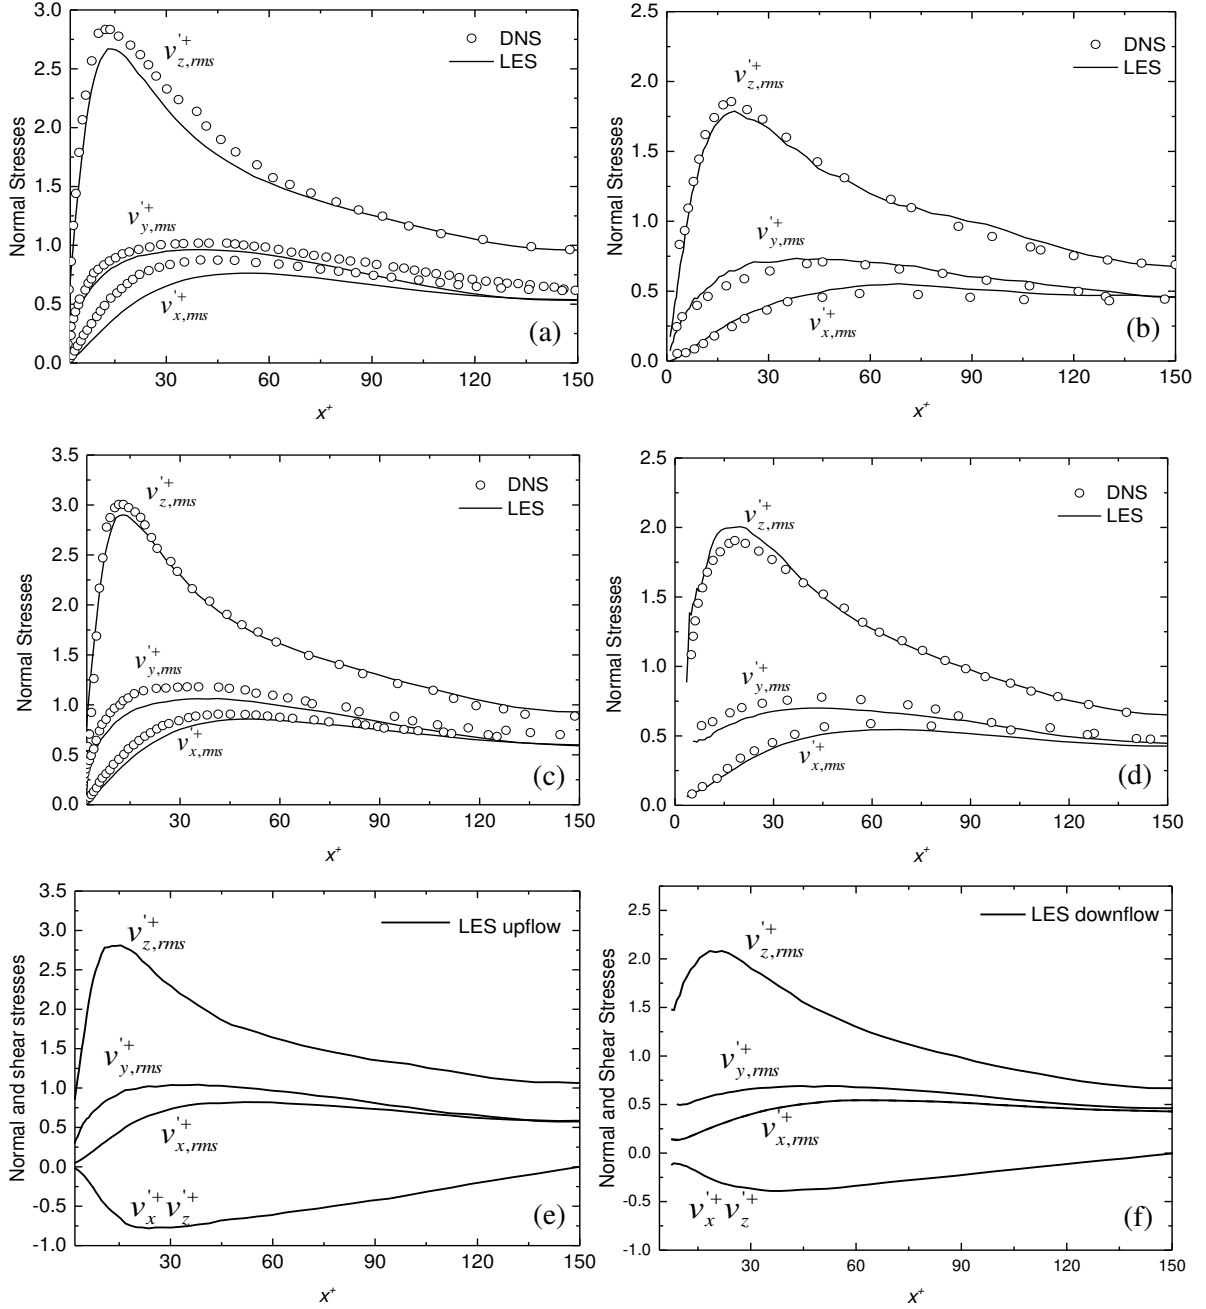 3.0
2.5
2.0
1.5
1.0
0.5
0.0
Normal Stresses
v'+z,rms
DNS
LES
v'+y,rms
v'+x,rms
(a)
30 60 90 120 150
x+
2.5
2.0
1.5
1.0
0.5
0.0
Normal Stresses
v'+z,rms
DNS
LES
v'+y,rms
v'+x,rms
(b)
0 30 60 90 120 150
x+
3.5
3.0
2.5
2.0
1.5
1.0
0.5
0.0
Normal Stresses
v'+z,rms
DNS
LES
v'+y,rms
v'+x,rms
(c)
30 60 90 120 150
x+
2.5
2.0
1.5
1.0
0.5
0.0
Normal Stresses
v'+z,rms
DNS
LES
v'+y,rms
v'+x,rms
(d)
0 30 60 90 120 150
x+
3.5
3.0
2.5
2.0
1.5
1.0
0.5
0.0
-0.5
-1.0
Normal and shear stresses
LES upflow
v'+z,rms
v'+y,rms
v'+x,rms
v'+x v'+z
(e)
30 60 90 120 150
x+
2.5
2.0
1.5
1.0
0.5
0.0
-0.5
-1.0
Normal and Shear Stresses
LES downflow
v'+z,rms
v'+y,rms
v'+x,rms
v'+x v'+z
(f)
30 60 90 120 150
x+